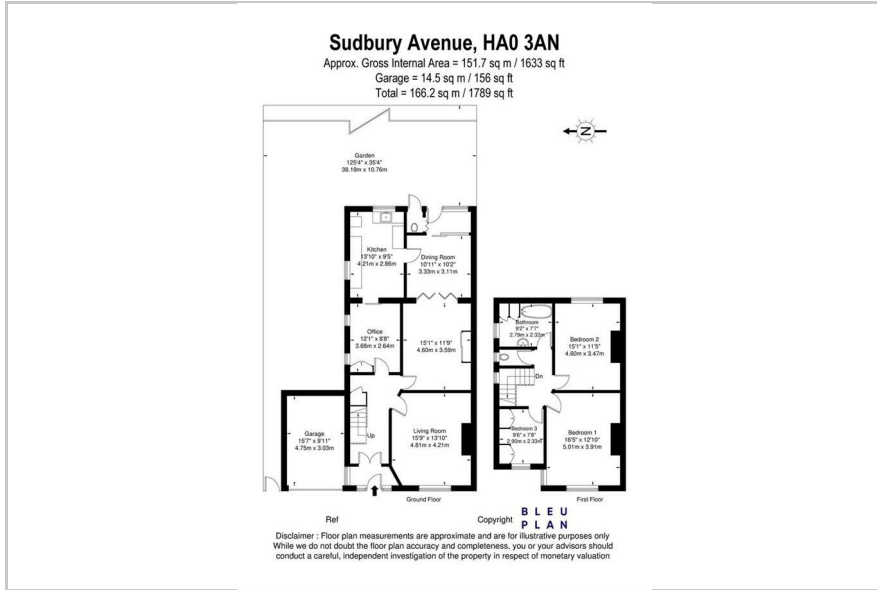 Sudbury Avenue, HA0 3AN
Approx. Gross Internal Area = 151.7 sq m / 1633 sq ft
Garage = 14.5 sq m / 156 sq ft
Total = 166.2 sq m / 1789 sq ft
N
Garden
125'4" x 35'4"
38.19m x 10.76m
Kitchen
13'10" x 9'5"
4.21m x 2.86m
Dining Room
10'11" x 10'2"
3.33m x 3.11m
Office
12'1" x 8'8"
3.68m x 2.64m
15'1" x 11'9"
4.60m x 3.59m
Garage
15'7" x 9'11"
4.75m x 3.03m
Up
Living Room
15'9" x 13'10"
4.81m x 4.21m
Ground Floor
Bathroom
9'2" x 7'7"
2.79m x 2.32m
Bedroom 2
15'1" x 11'5"
4.60m x 3.47m
Dn
Bedroom 3
9'6" x 7'8"
2.90m x 2.33m
Bedroom 1
16'5" x 12'10"
5.01m x 3.91m
First Floor
Ref
Copyright
BLEU
PLAN
Disclaimer : Floor plan measurements are approximate and are for illustrative purposes only
While we do not doubt the floor plan accuracy and completeness, you or your advisors should
conduct a careful, independent investigation of the property in respect of monetary valuation